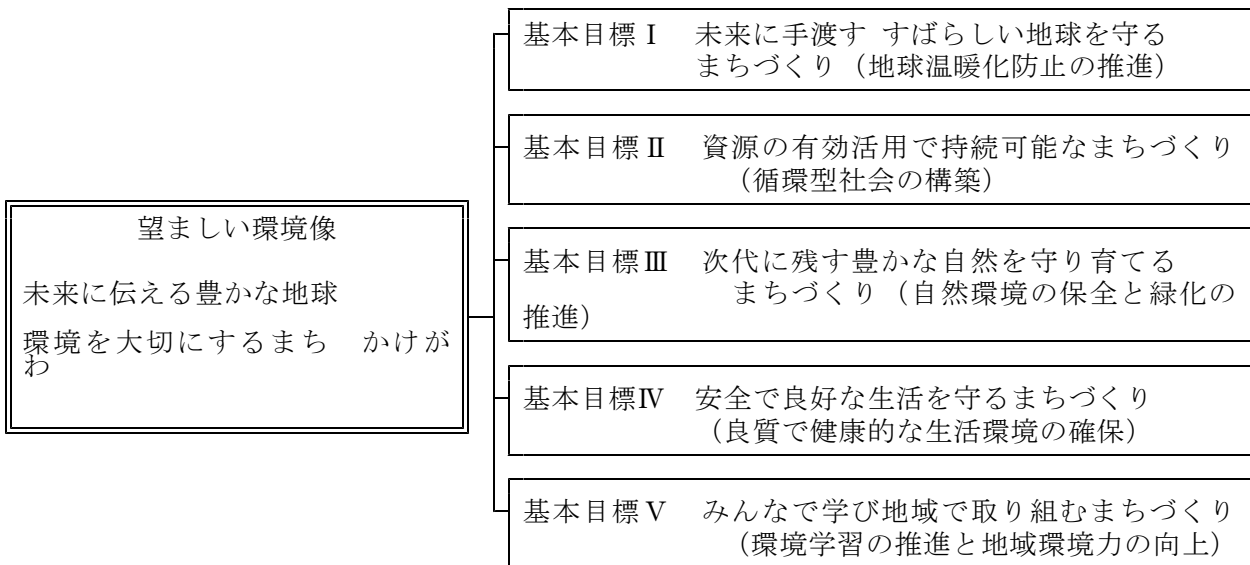 基本目標Ⅰ　未来に手渡す すばらしい地球を守る
まちづくり（地球温暖化防止の推進）
基本目標Ⅱ　資源の有効活用で持続可能なまちづくり
（循環型社会の構築）
望ましい環境像
未来に伝える豊かな地球
環境を大切にするまち　かけが
わ
基本目標Ⅲ　次代に残す豊かな自然を守り育てる
まちづくり（自然環境の保全と緑化の
推進）
基本目標Ⅳ　安全で良好な生活を守るまちづくり
（良質で健康的な生活環境の確保）
基本目標Ⅴ　みんなで学び地域で取り組むまちづくり
（環境学習の推進と地域環境力の向上）